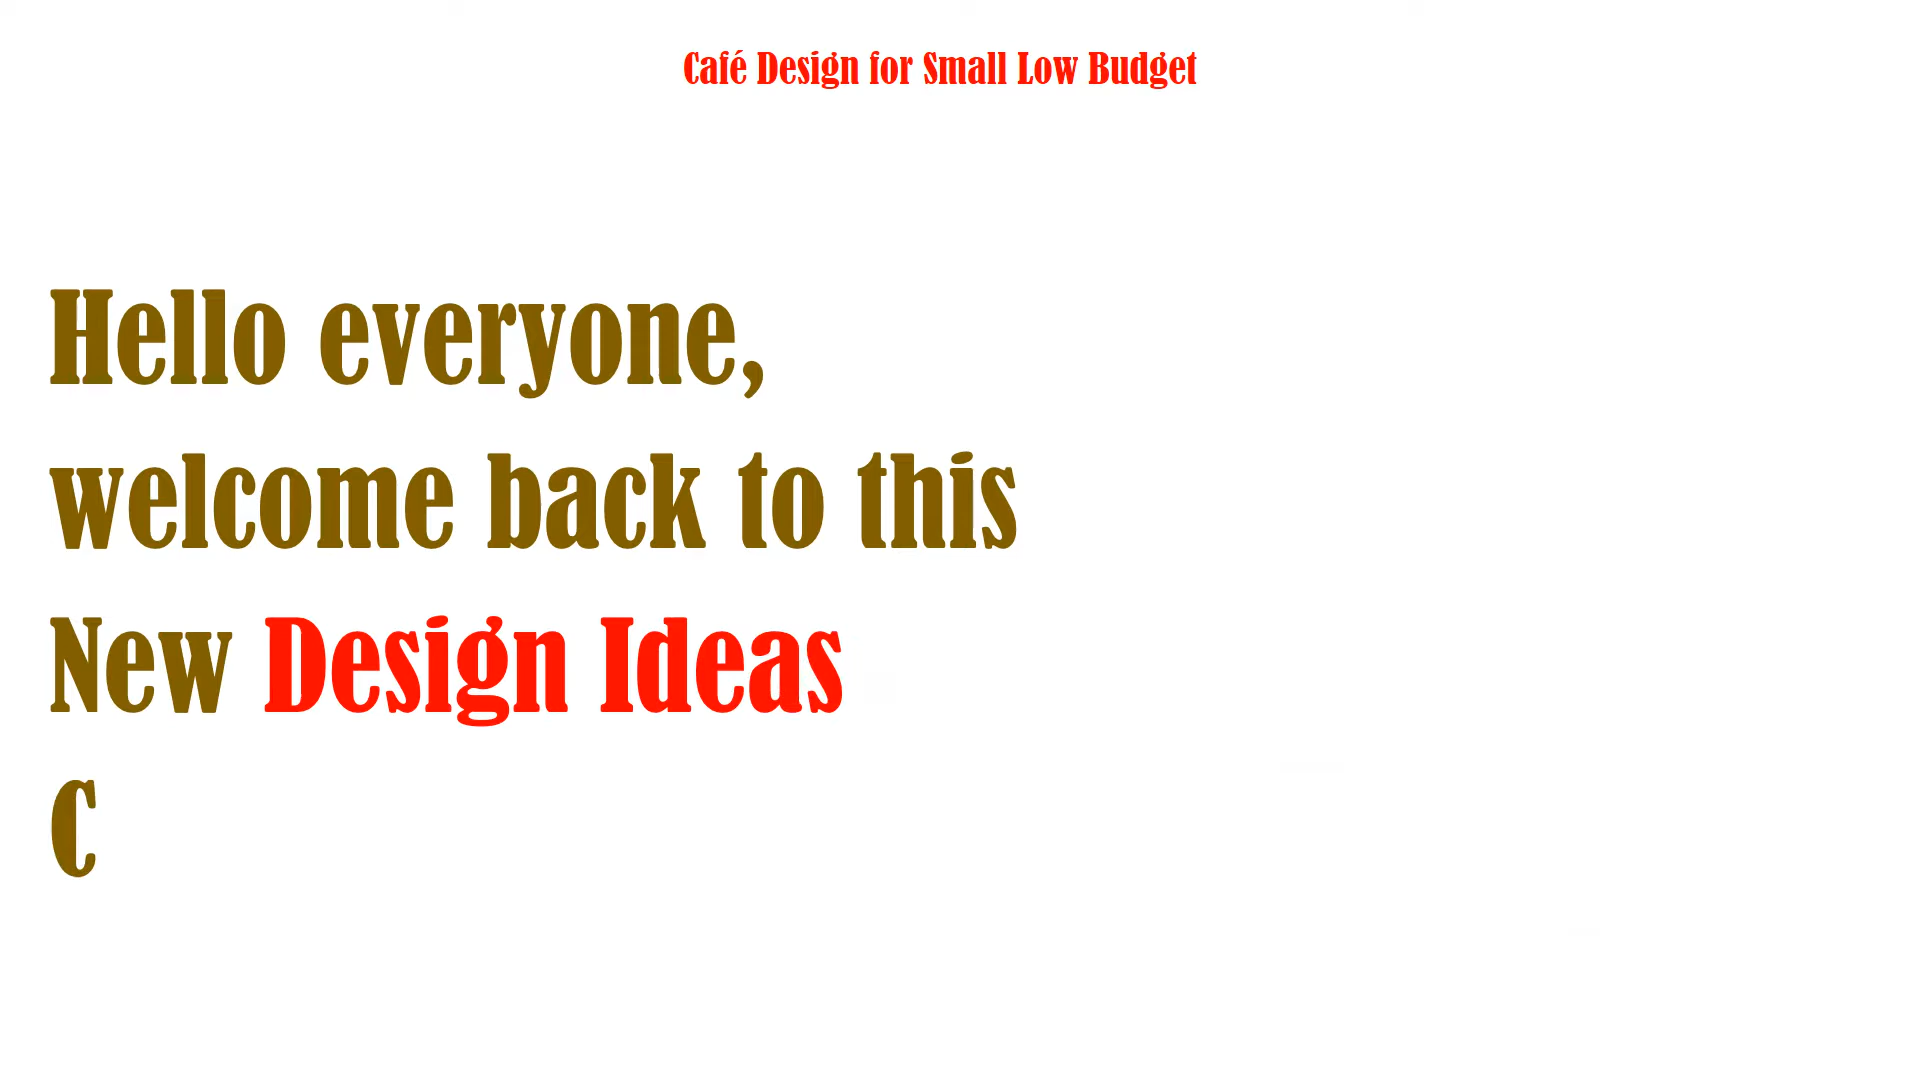 Café Design for Small Low Budget
Hello everyone,
welcome back to this
New Design Ideas
C